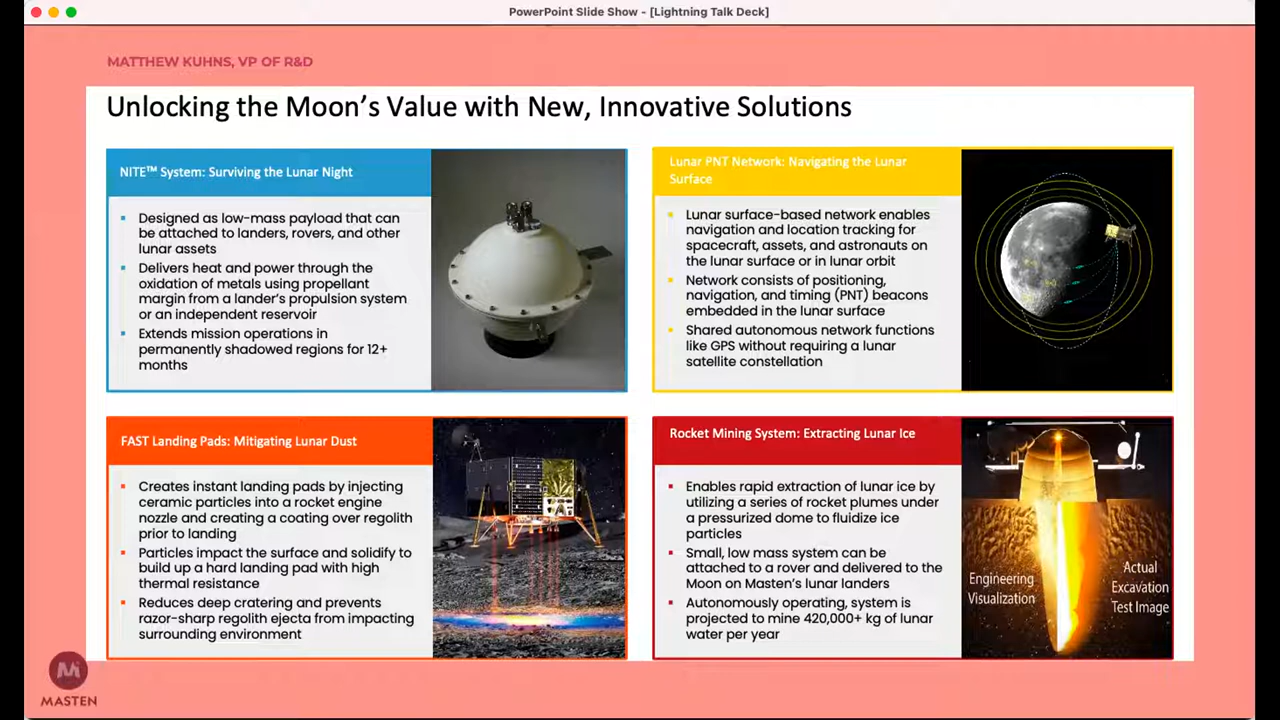 PowerPoint Slide Show - [Lightning Talk Deck]
MATTHEW KUHNS, VP OF R&D
Unlocking the Moon's Value with New, Innovative Solutions
NITE™ System: Surviving the Lunar Night
Designed as low-mass payload that can
be attached to landers, rovers, and other
lunar assets
Delivers heat and power through the
oxidation of metals using propellant
margin from a lander's propulsion system
or an independent reservoir
Extends mission operations in
permanently shadowed regions for 12+
months
Lunar PNT Network: Navigating the Lunar
Surface
Lunar surface-based network enables
navigation and location tracking for
spacecraft, assets, and astronauts on
the lunar surface or in lunar orbit
Network consists of positioning,
navigation, and timing (PNT) beacons
embedded in the lunar surface
Shared autonomous network functions
like GPS without requiring a lunar
satellite constellation
FAST Landing Pads: Mitigating Lunar Dust
Creates instant landing pads by injecting
ceramic particles into a rocket engine
nozzle and creating a coating over regolith
prior to landing
Particles impact the surface and solidify to
build up a hard landing pad with high
thermal resistance
Reduces deep cratering and prevents
razor-sharp regolith ejecta from impacting
surrounding environment
Rocket Mining System: Extracting Lunar Ice
Enables rapid extraction of lunar ice by
utilizing a series of rocket plumes under
a pressurized dome to fluidize ice
particles
Small, low mass system can be
attached to a rover and delivered to the
Moon on Masten's lunar landers
Autonomously operating, system is
projected to mine 420,000+ kg of lunar
water per year
Engineering
Visualization
Actual
Excavation
Test Image
MASTEN